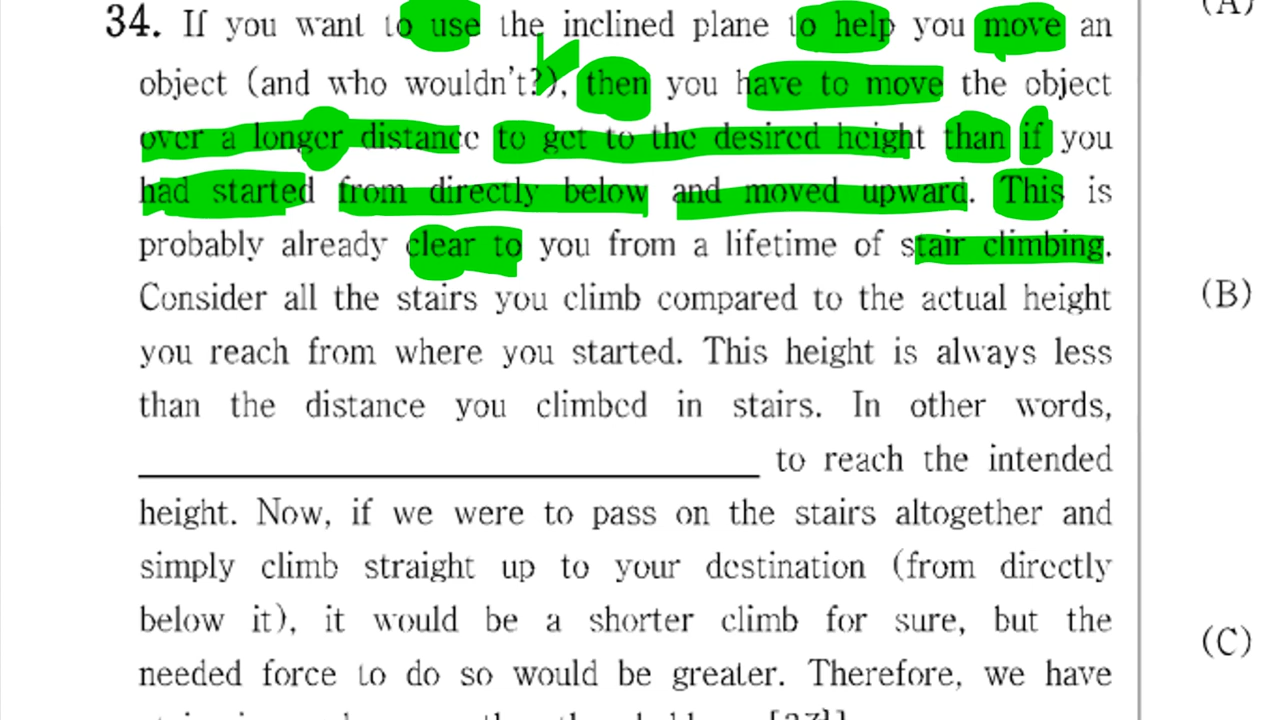 34. If you want to use the inclined plane to help you move an
object (and who wouldn't?), then you have to move the object
over a longer distance to get to the desired height than if you
had started from directly below and moved upward. This is
probably already clear to you from a lifetime of stair climbing.
Consider all the stairs you climb compared to the actual height
you reach from where you started. This height is always less
than the distance you climbed in stairs. In other words,
to reach the intended
height. Now, if we were to pass on the stairs altogether and
simply climb straight up to your destination (from directly
below it), it would be a shorter climb for sure, but the
needed force to do so would be greater. Therefore, we have
(A)
(B)
(C)